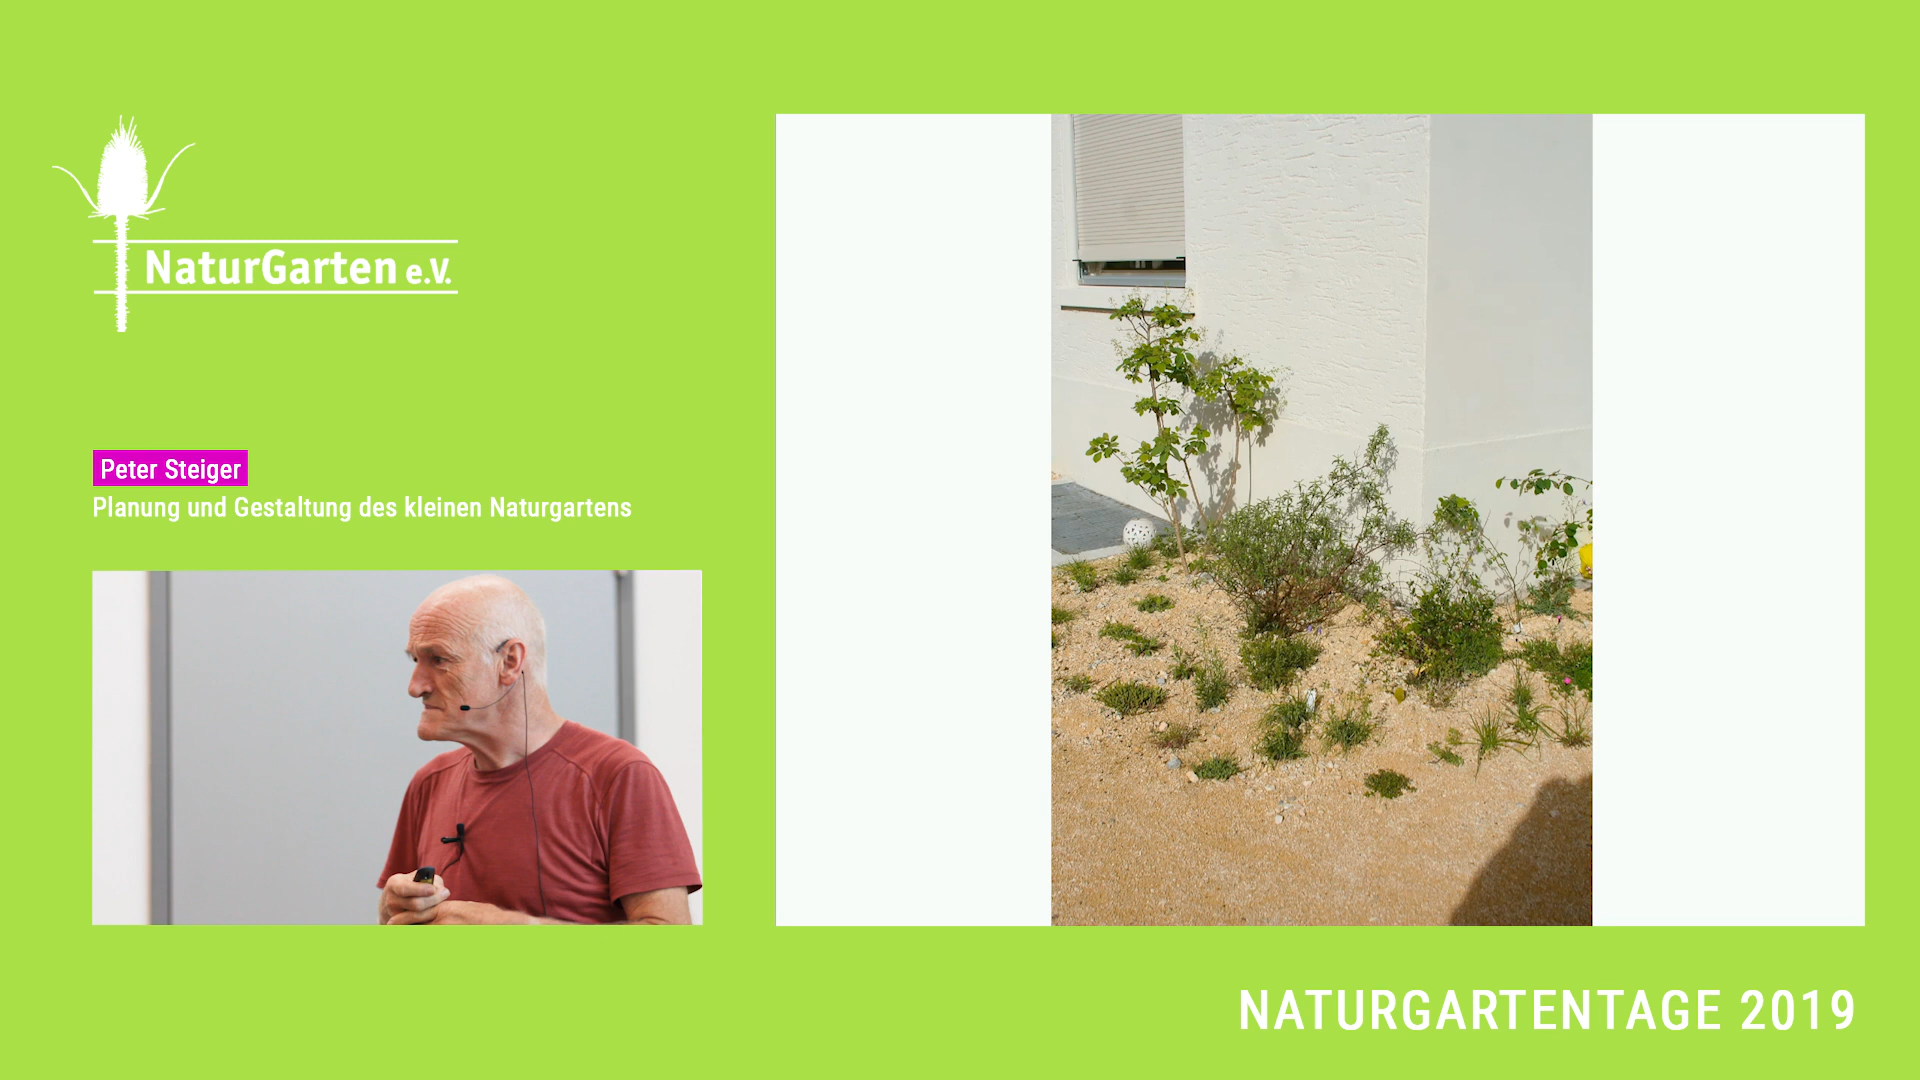 NaturGarten e.V.
Peter Steiger
Planung und Gestaltung des kleinen Naturgartens
NATURGARTENTAGE 2019